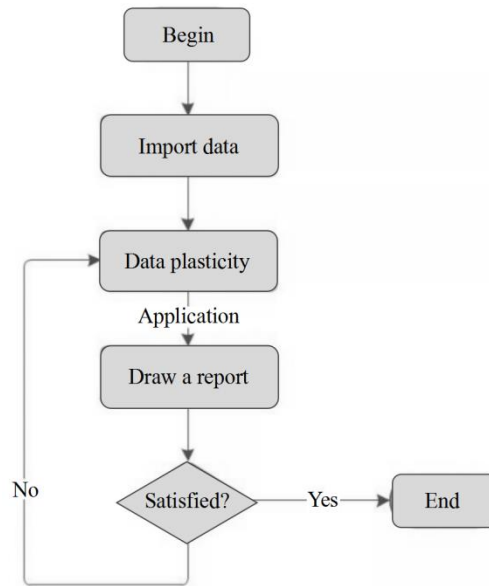 Begin
Import data
Data plasticity
Application
Draw a report
Satisfied?
No
Yes
End